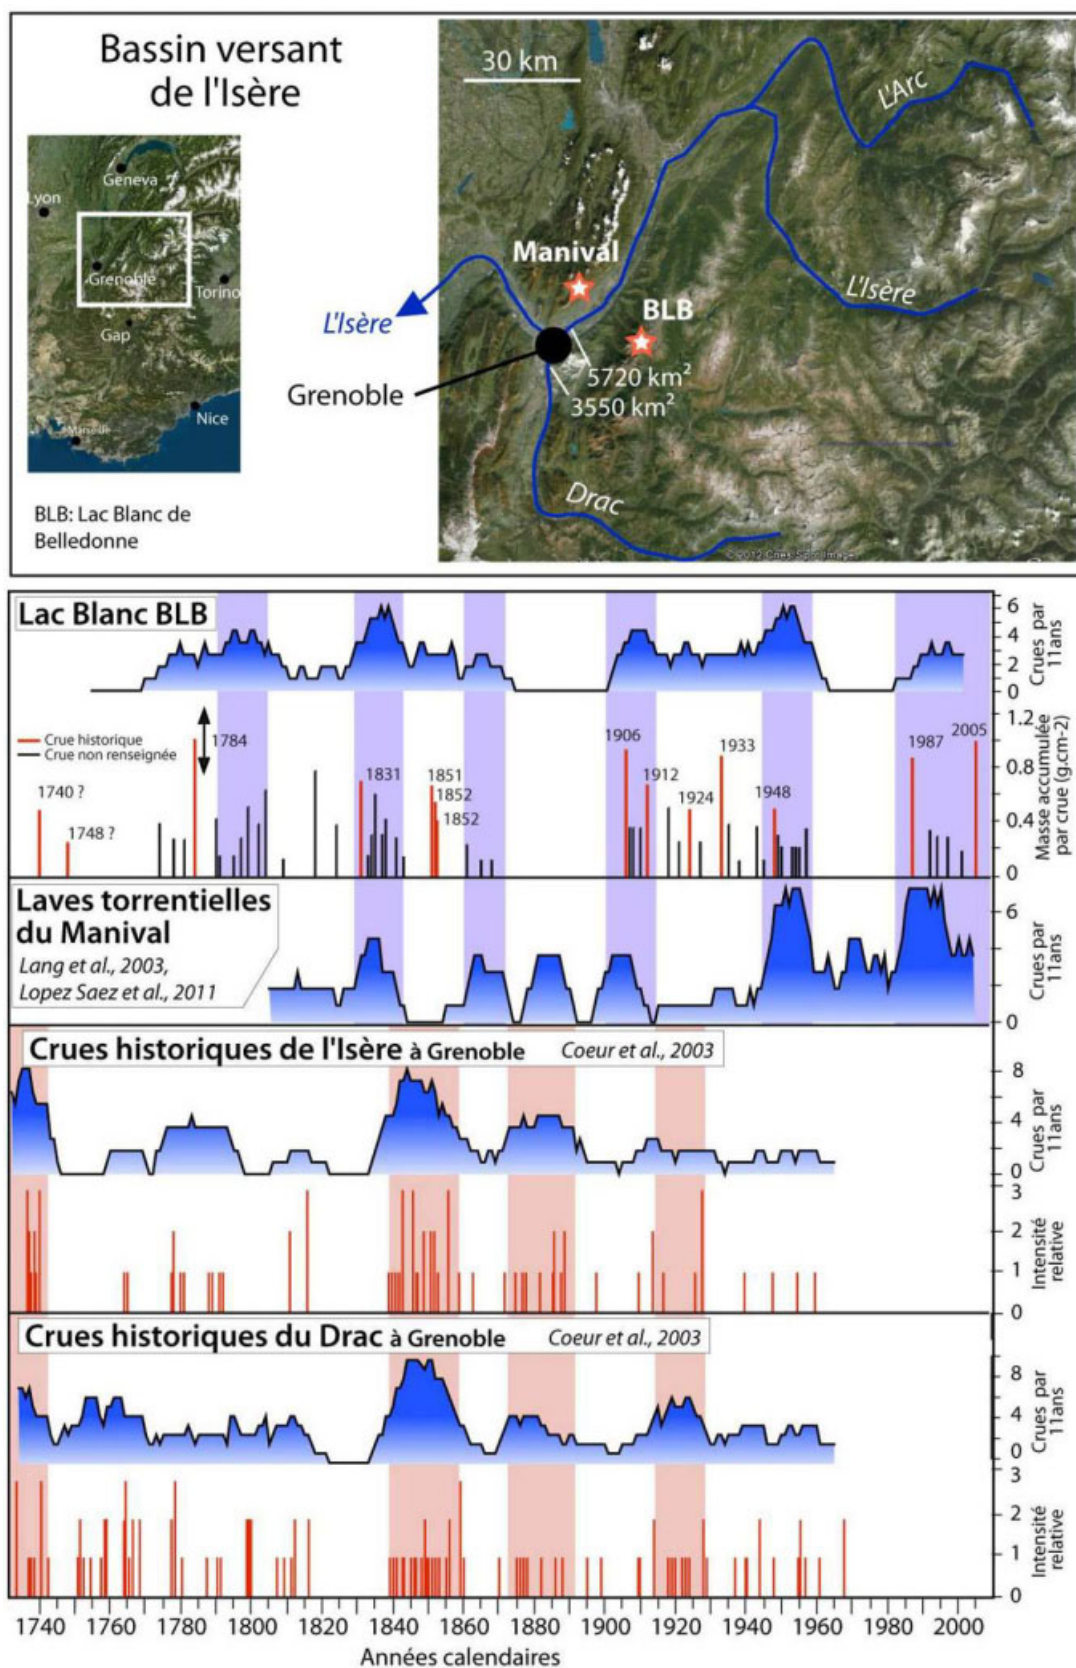 Bassin versant
de l'Isère
Geneva
Lyon
Grenoble
Torino
Gap
Nice
Marseille
BLB: Lac Blanc de
Belledonne
30 km
L'Arc
Manival
L'Isère
BLB
L'Isère
Grenoble
5720 km²
3550 km²
Drac
© 2012 Cnes/Spot Image
Lac Blanc BLB
6
4
2
0
Crues par
11ans
Crue historique
Crue non renseignée
1740 ?
1748 ?
1784
1831
1851
1852
1852
1906
1912
1924
1933
1948
1987
2005
1.2
0.8
0.4
0
Masse accumulée
par crue (g.cm-2)
Laves torrentielles
du Manival
Lang et al., 2003,
Lopez Saez et al., 2011
6
0
Crues par
11ans
Crues historiques de l'Isère à Grenoble
Coeur et al., 2003
8
4
0
Crues par
11ans
3
2
1
0
Intensité
relative
Crues historiques du Drac à Grenoble
Coeur et al., 2003
8
4
0
Crues par
11ans
3
2
1
0
Intensité
relative
1740 1760 1780 1800 1820 1840 1860 1880 1900 1920 1940 1960 1980 2000
Années calendaires